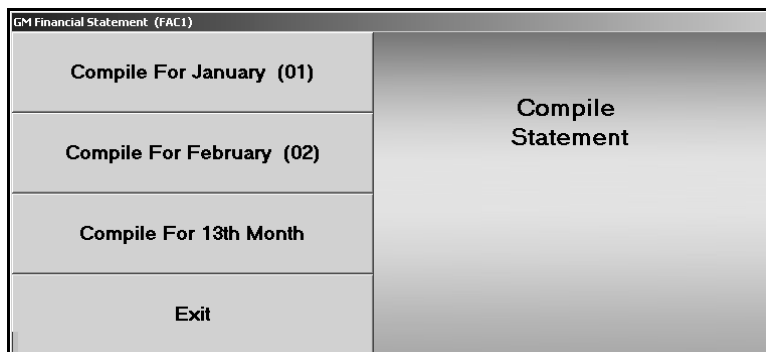 GM Financial Statement (FAC1)
Compile For January (01)
Compile For February (02)
Compile For 13th Month
Exit
Compile
Statement